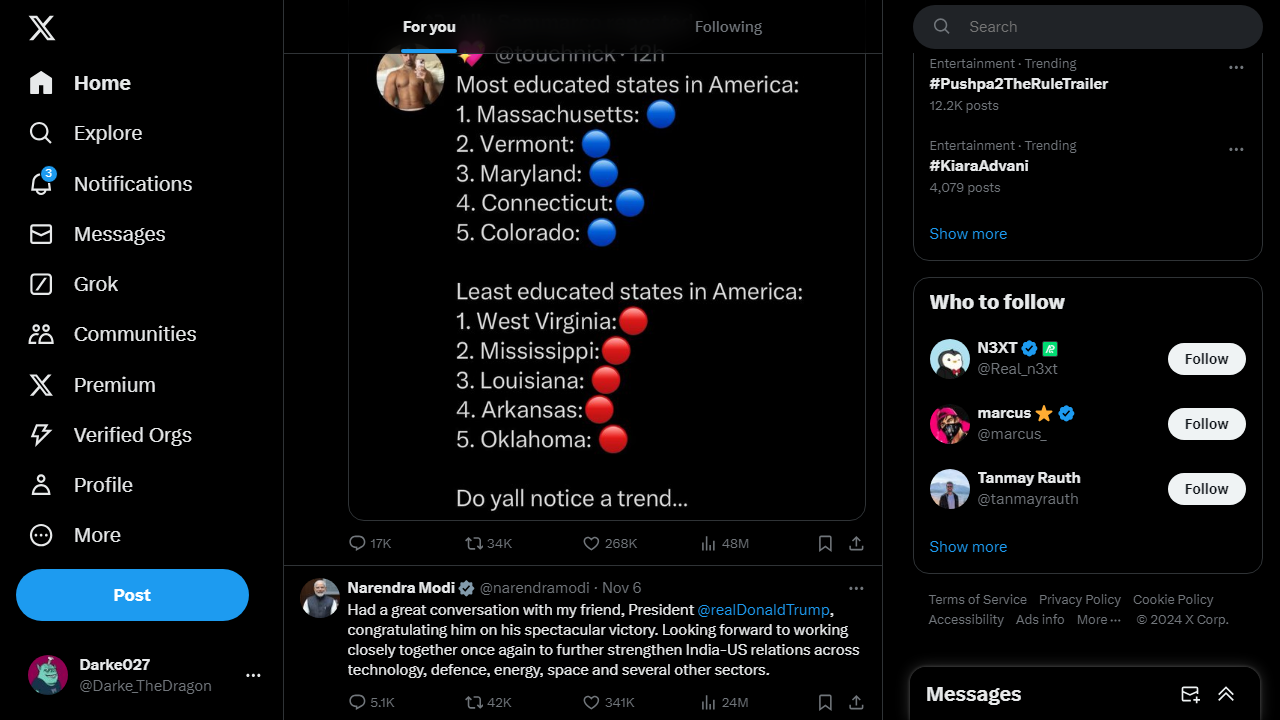 Home
Explore
3
Notifications
Messages
Grok
Communities
Premium
Verified Orgs
Profile
More
Post
Darke027
@Darke_TheDragon
For you
Following
@touchnick · 12h
Most educated states in America:
1. Massachusetts:
2. Vermont:
3. Maryland:
4. Connecticut:
5. Colorado:
Least educated states in America:
1. West Virginia:
2. Mississippi:
3. Louisiana:
4. Arkansas:
5. Oklahoma:
Do yall notice a trend...
17K 34K 268K 48M
Narendra Modi @narendramodi · Nov 6
Had a great conversation with my friend, President @realDonaldTrump,
congratulating him on his spectacular victory. Looking forward to working
closely together once again to further strengthen India-US relations across
technology, defence, energy, space and several other sectors.
5.1K 42K 341K 24M
Search
Entertainment · Trending
#Pushpa2TheRuleTrailer
12.2K posts
Entertainment · Trending
#KiaraAdvani
4,079 posts
Show more
Who to follow
N3XT
@Real_n3xt
Follow
marcus
@marcus_
Follow
Tanmay Rauth
@tanmayrauth
Follow
Show more
Terms of Service Privacy Policy Cookie Policy
Accessibility Ads info More ··· © 2024 X Corp.
Messages